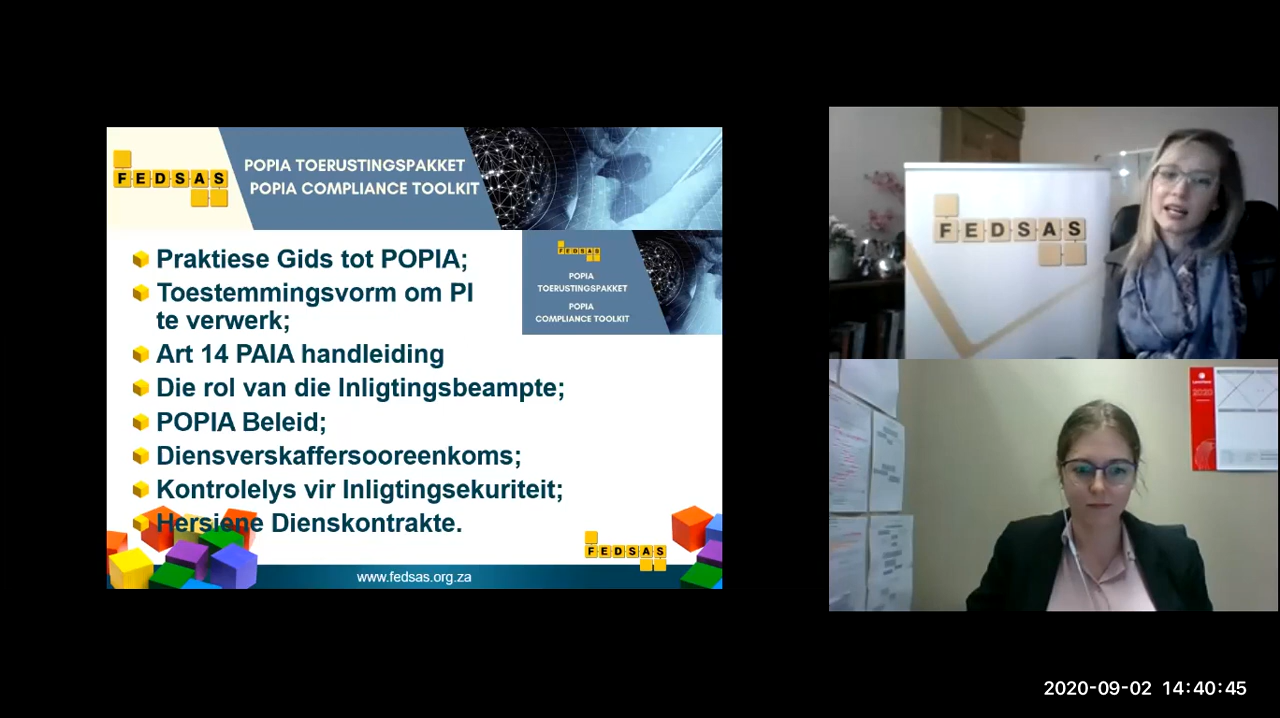 FEDSAS
POPIA TOERUSTINGSPAKKET
POPIA COMPLIANCE TOOLKIT
Praktiese Gids tot POPIA;
Toestemmingsvorm om PI
te verwerk;
Art 14 PAIA handleiding
Die rol van die Inligtingsbeampte;
POPIA Beleid;
Diensverskaffersooreenkoms;
Kontrolelys vir Inligtingsekuriteit;
Hersiene Dienskontrakte.
FEDSAS
POPIA
TOERUSTINGSPAKKET
POPIA
COMPLIANCE TOOLKIT
FEDSAS
www.fedsas.org.za
FEDSAS
2020
2020-09-02 14:40:45